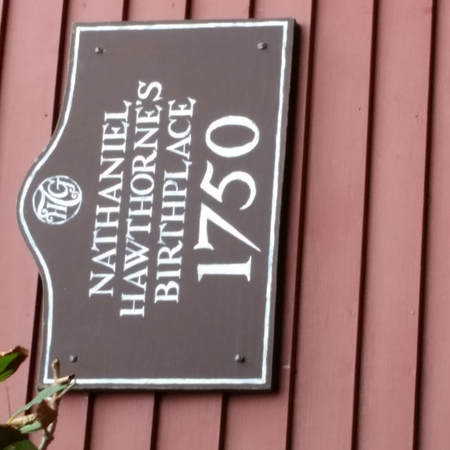 NATHANIEL
HAWTHORNE'S
BIRTHPLACE
1750